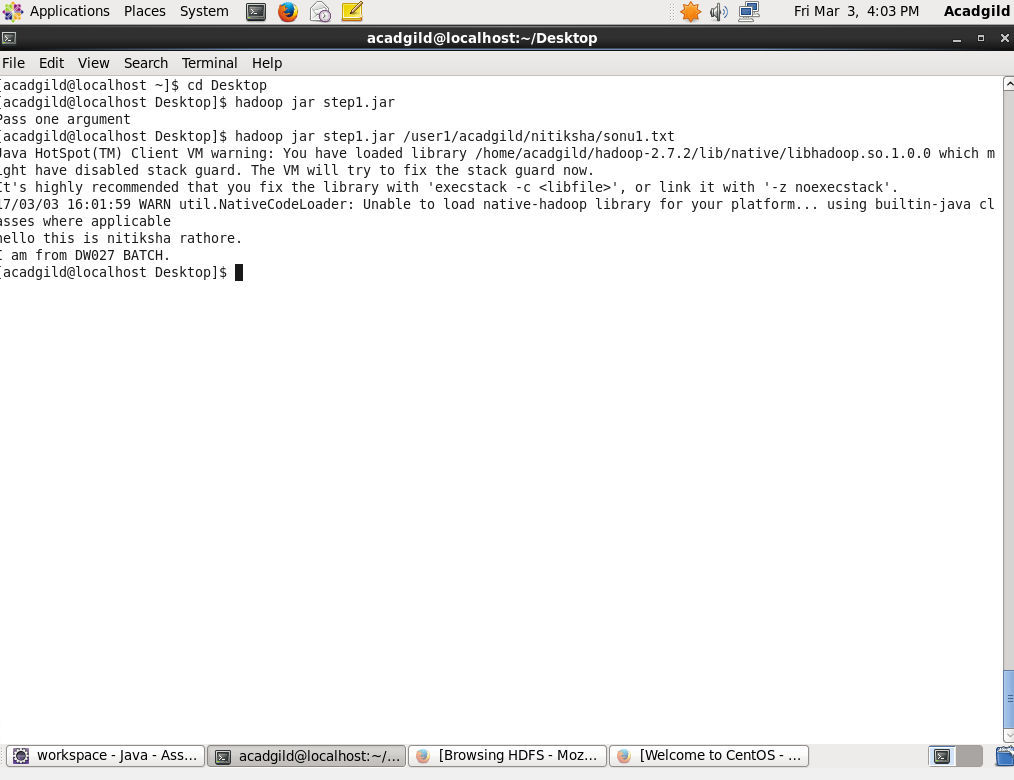 Applications Places System Fri Mar 3, 4:03 PM Acadgild
acadgild@localhost:~/Desktop
File Edit View Search Terminal Help
[acadgild@localhost ~]$ cd Desktop
[acadgild@localhost Desktop]$ hadoop jar step1.jar
Pass one argument
[acadgild@localhost Desktop]$ hadoop jar step1.jar /user1/acadgild/nitiksha/sonu1.txt
Java HotSpot(TM) Client VM warning: You have loaded library /home/acadgild/hadoop-2.7.2/lib/native/libhadoop.so.1.0.0 which m
ight have disabled stack guard. The VM will try to fix the stack guard now.
It's highly recommended that you fix the library with 'execstack -c <libfile>', or link it with '-z noexecstack'.
17/03/03 16:01:59 WARN util.NativeCodeLoader: Unable to load native-hadoop library for your platform... using builtin-java cl
asses where applicable
hello this is nitiksha rathore.
I am from DW027 BATCH.
[acadgild@localhost Desktop]$
workspace - Java - Ass... acadgild@localhost:~/... [Browsing HDFS - Moz... [Welcome to CentOS - ...